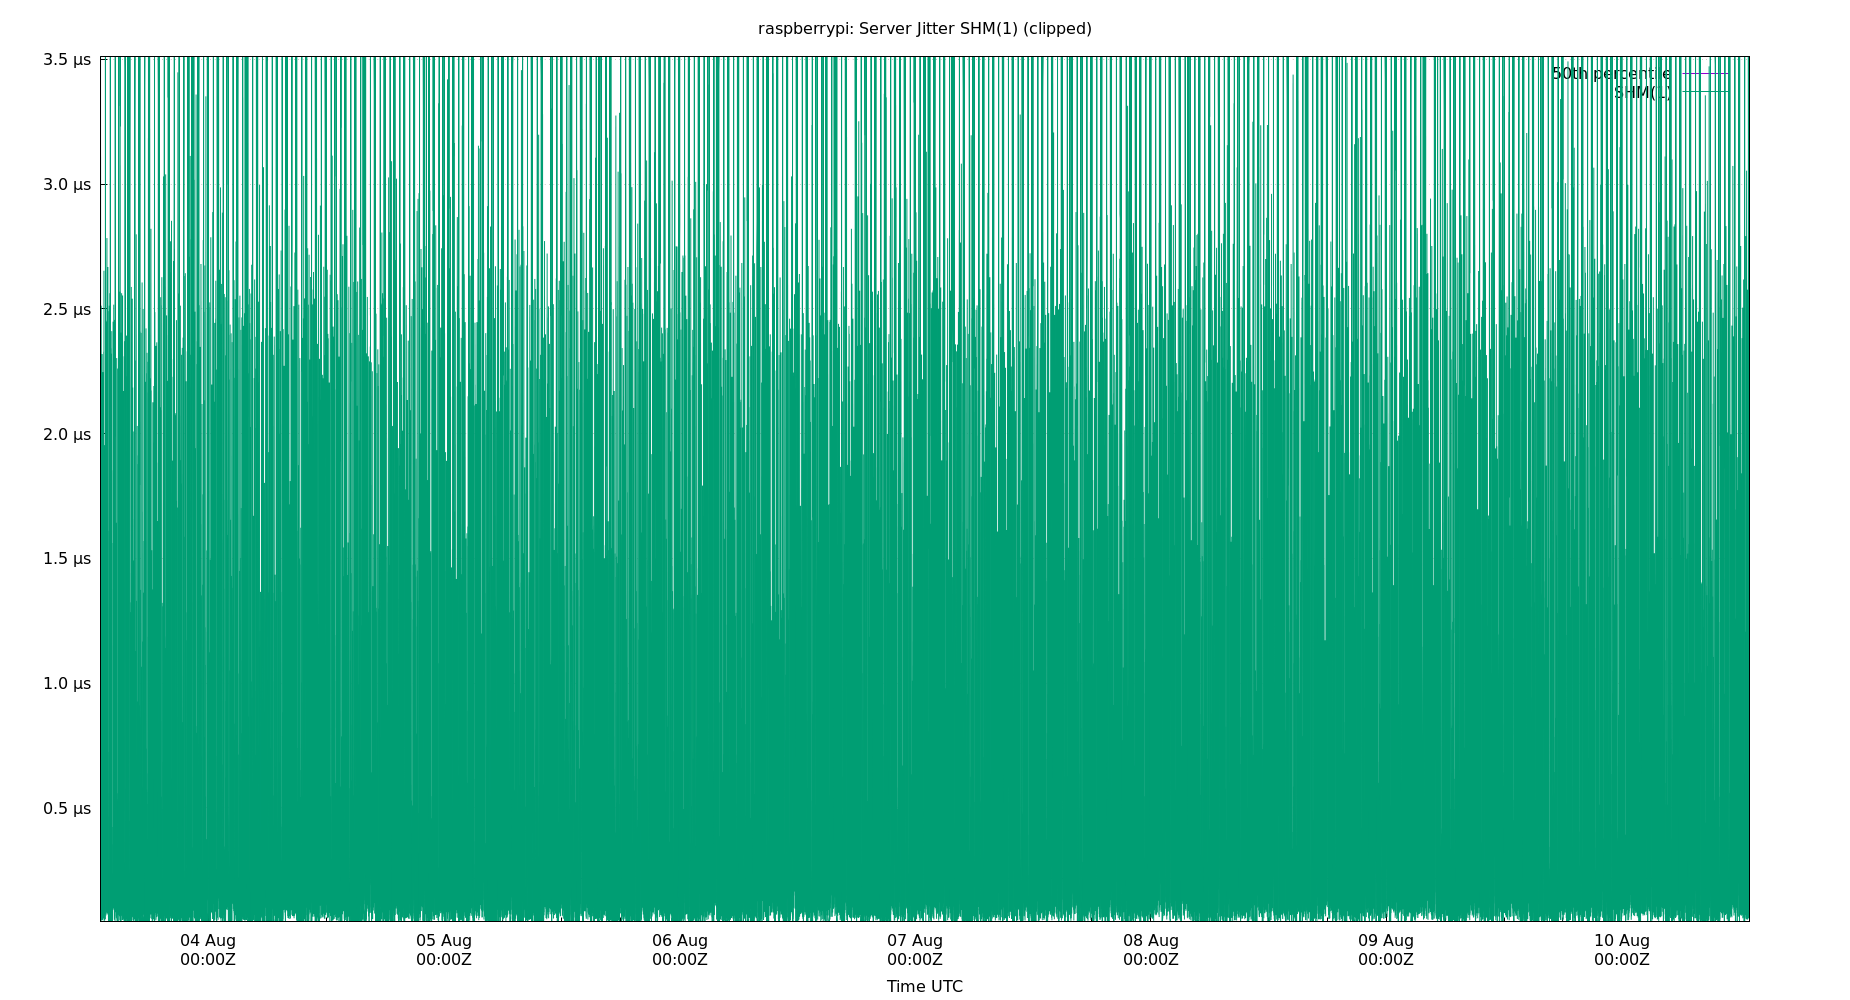 raspberrypi: Server Jitter SHM(1) (clipped)
3.5 µs
50th percentile
SHM(1)
3.0 µs
2.5 µs
2.0 µs
1.5 µs
1.0 µs
0.5 µs
04 Aug 05 Aug 06 Aug 07 Aug 08 Aug 09 Aug 10 Aug
00:00Z 00:00Z 00:00Z 00:00Z 00:00Z 00:00Z 00:00Z
Time UTC